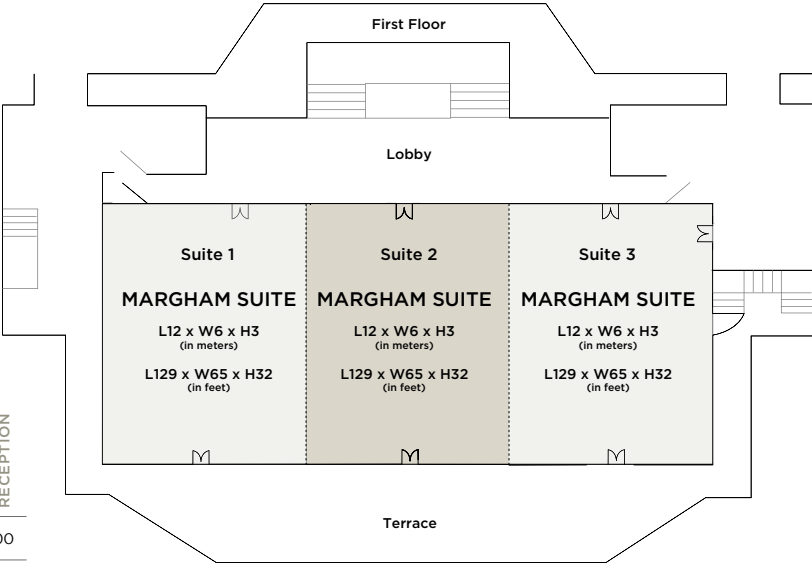 First Floor
Lobby
Suite 1
MARGHAM SUITE
L12 x W6 x H3
(in meters)
L129 x W65 x H32
(in feet)
Suite 2
MARGHAM SUITE
L12 x W6 x H3
(in meters)
L129 x W65 x H32
(in feet)
Suite 3
MARGHAM SUITE
L12 x W6 x H3
(in meters)
L129 x W65 x H32
(in feet)
Terrace
RECEPTION
00